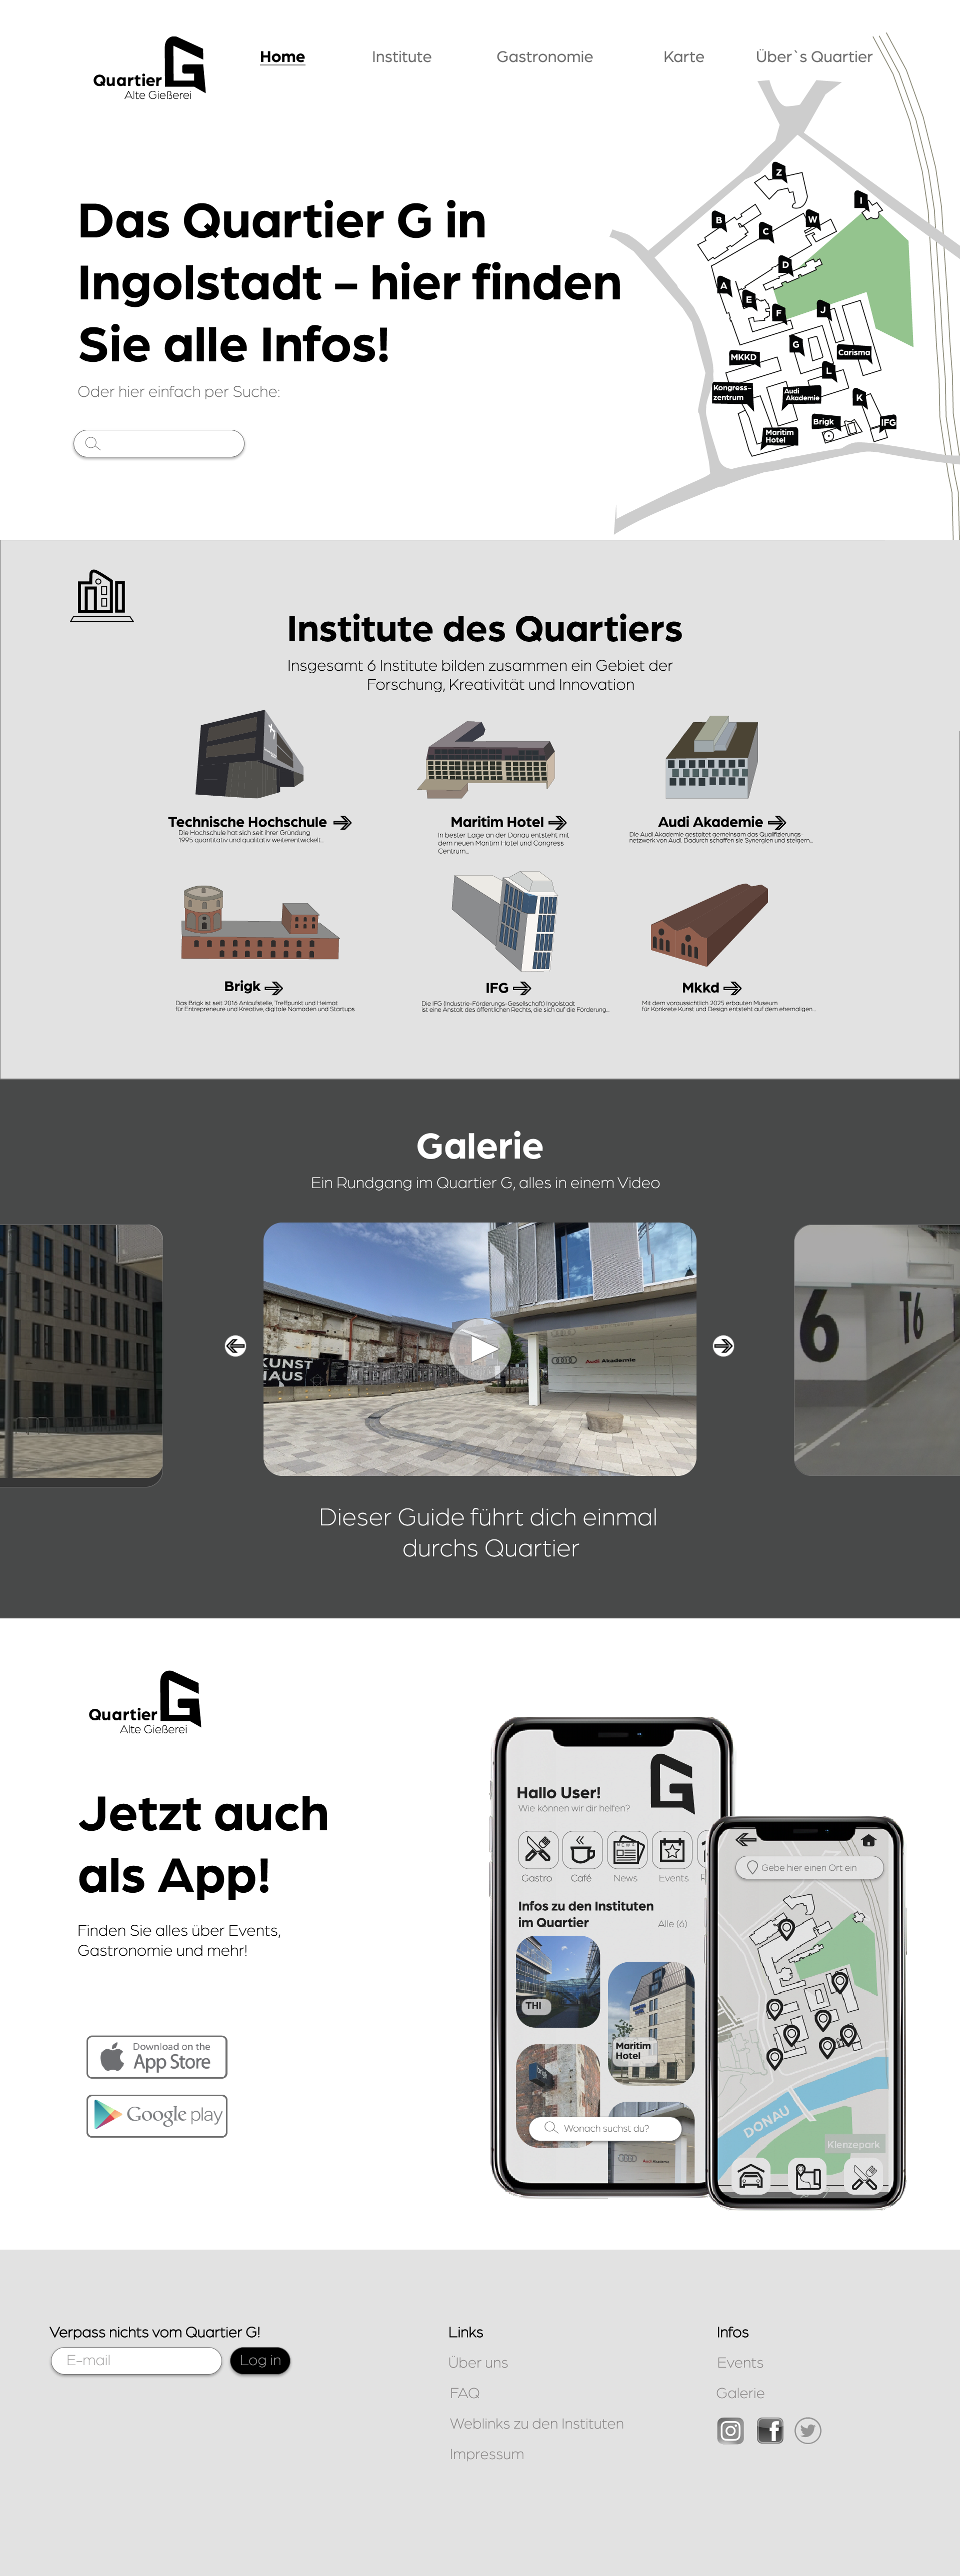 Quartier
Alte Gießerei
Home
Institute
Gastronomie
Karte
Über`s Quartier
Das Quartier G in
Ingolstadt – hier finden
Sie alle Infos!
Oder hier einfach per Suche:
Z
I
B
W
C
D
A
E
F
J
G
MKKD
Carisma
L
Kongress-
zentrum
Audi
Akademie
K
Brigk
IFG
Maritim
Hotel
Institute des Quartiers
Insgesamt 6 Institute bilden zusammen ein Gebiet der
Forschung, Kreativität und Innovation
Technische Hochschule
Die Hochschule hat sich seit ihrer Gründung
1995 quantitativ und qualitativ weiterentwickelt...
Maritim Hotel
In bester Lage an der Donau entsteht mit
dem neuen Maritim Hotel und Congress
Centrum...
Audi Akademie
Die Audi Akademie gestaltet gemeinsam das Qualifizierungs-
netzwerk von Audi. Dadurch schaffen sie Synergien und steigern...
Brigk
Das Brigk ist seit 2016 Anlaufstelle, Treffpunkt und Heimat
für Entrepreneure und Kreative, digitale Nomaden und Startups
IFG
Die IFG (Industrie-Förderungs-Gesellschaft) Ingolstadt
ist eine Anstalt des öffentlichen Rechts, die sich auf die Förderung...
Mkkd
Mit dem voraussichtlich 2025 erbauten Museum
für Konkrete Kunst und Design entsteht auf dem ehemaligen...
Galerie
Ein Rundgang im Quartier G, alles in einem Video
KUNST
HAUS
Audi Akademie
6
T6
Dieser Guide führt dich einmal
durchs Quartier
Quartier
Alte Gießerei
Jetzt auch
als App!
Finden Sie alles über Events,
Gastronomie und mehr!
Download on the
App Store
Google play
Hallo User!
Wie können wir dir helfen?
NEWS
Gastro
Café
News
Events
Infos zu den Instituten
im Quartier
Alle (6)
THI
Maritim
Hotel
Wonach suchst du?
Audi Akademie
Gebe hier einen Ort ein
DONAU
Klenzepark
Verpass nichts vom Quartier G!
E-mail
Log in
Links
Über uns
FAQ
Weblinks zu den Instituten
Impressum
Infos
Events
Galerie